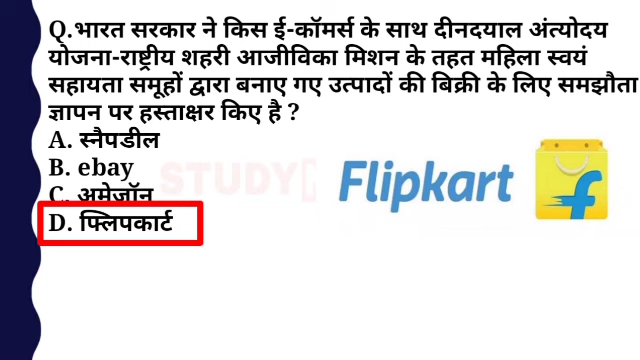 Q.भारत सरकार ने किस ई-कॉमर्स के साथ दीनदयाल अंत्योदय
योजना-राष्ट्रीय शहरी आजीविका मिशन के तहत महिला स्वयं
सहायता समूहों द्वारा बनाए गए उत्पादों की बिक्री के लिए समझौता
ज्ञापन पर हस्ताक्षर किए है ?
A. स्नैपडील
B. ebay
C. अमेजॉन
D. फ्लिपकार्ट
STUDY
Flipkart
f